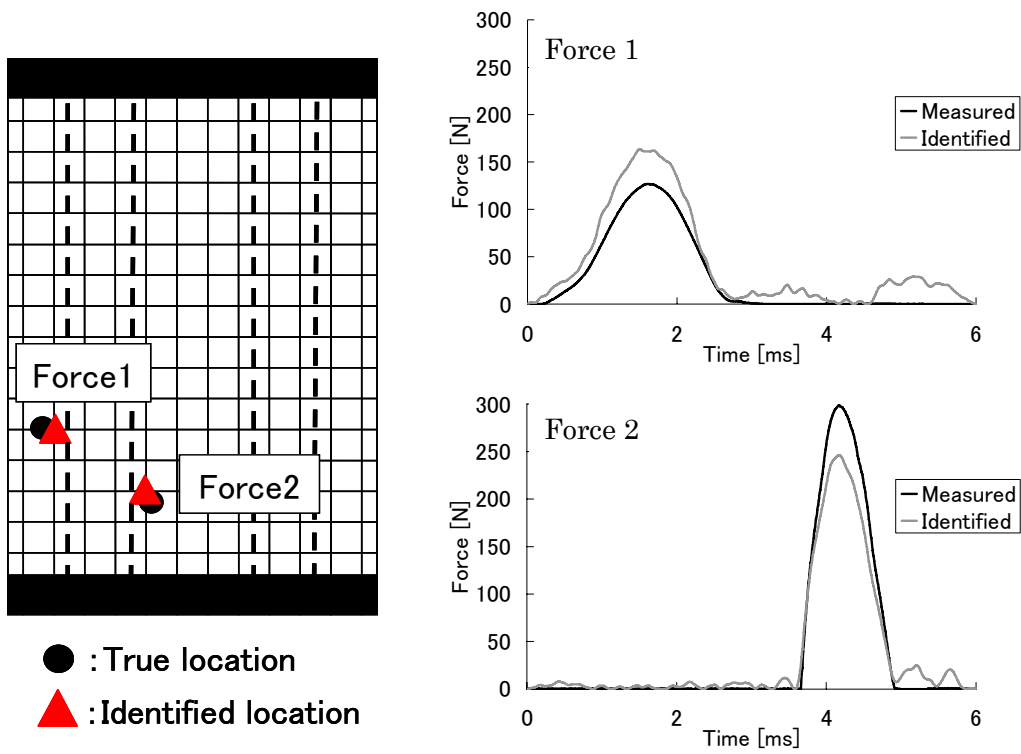 Force1
Force2
: True location
: Identified location
Force 1
Force [N]
300
250
200
150
100
50
0
0 2 4 6
Time [ms]
Measured
Identified
Force 2
Force [N]
300
250
200
150
100
50
0
0 2 4 6
Time [ms]
Measured
Identified